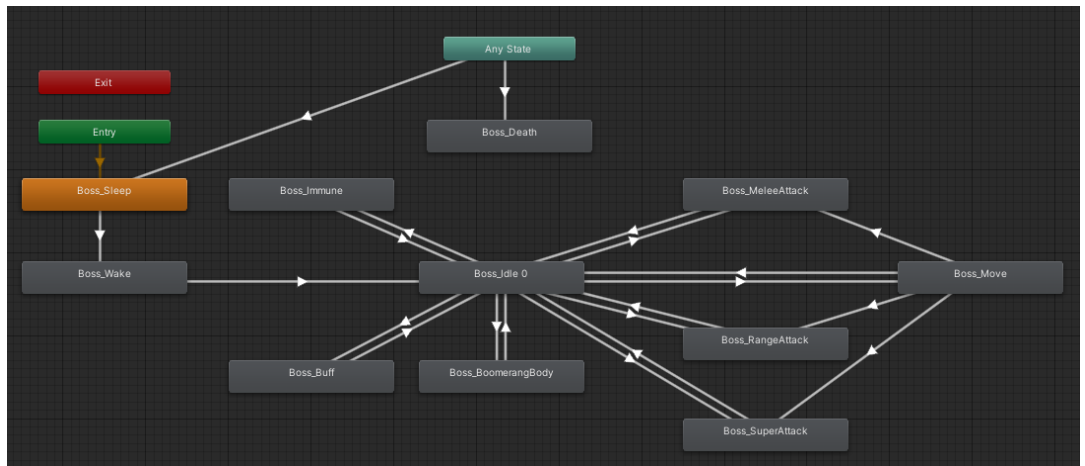 Any State
Exit
Entry
Boss_Death
Boss_Sleep
Boss_Immune
Boss_MeleeAttack
Boss_Wake
Boss_Idle 0
Boss_Move
Boss_RangeAttack
Boss_Buff
Boss_BoomerangBody
Boss_SuperAttack